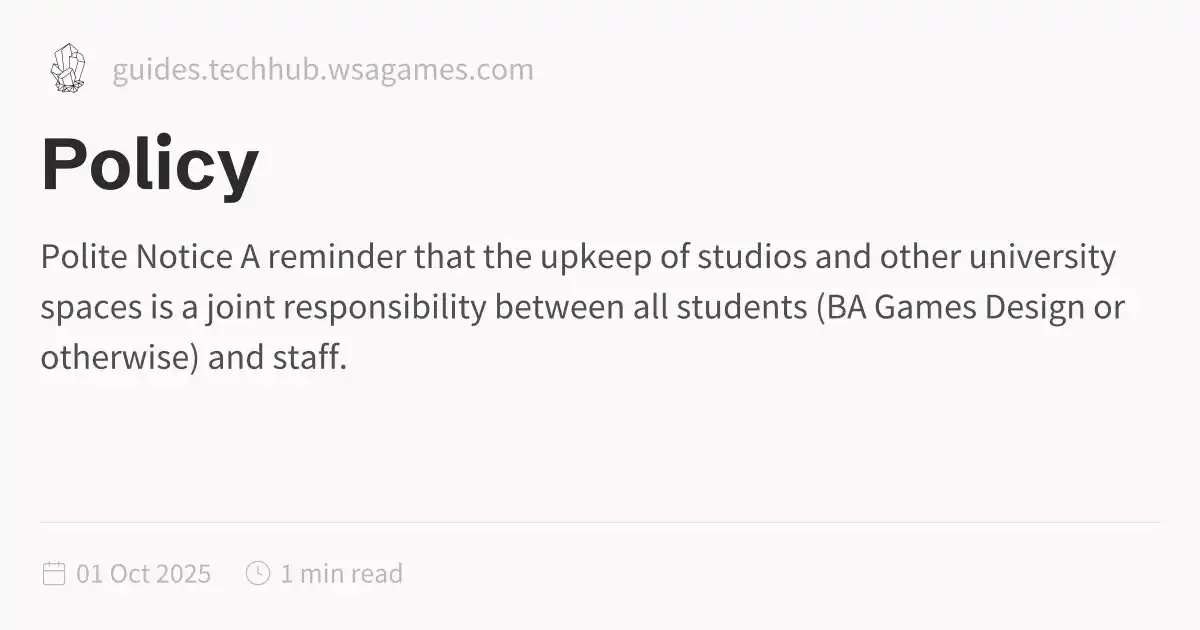 guides.techhub.wsagames.com
Policy
Polite Notice A reminder that the upkeep of studios and other university
spaces is a joint responsibility between all students (BA Games Design or
otherwise) and staff.
01 Oct 2025 1 min read